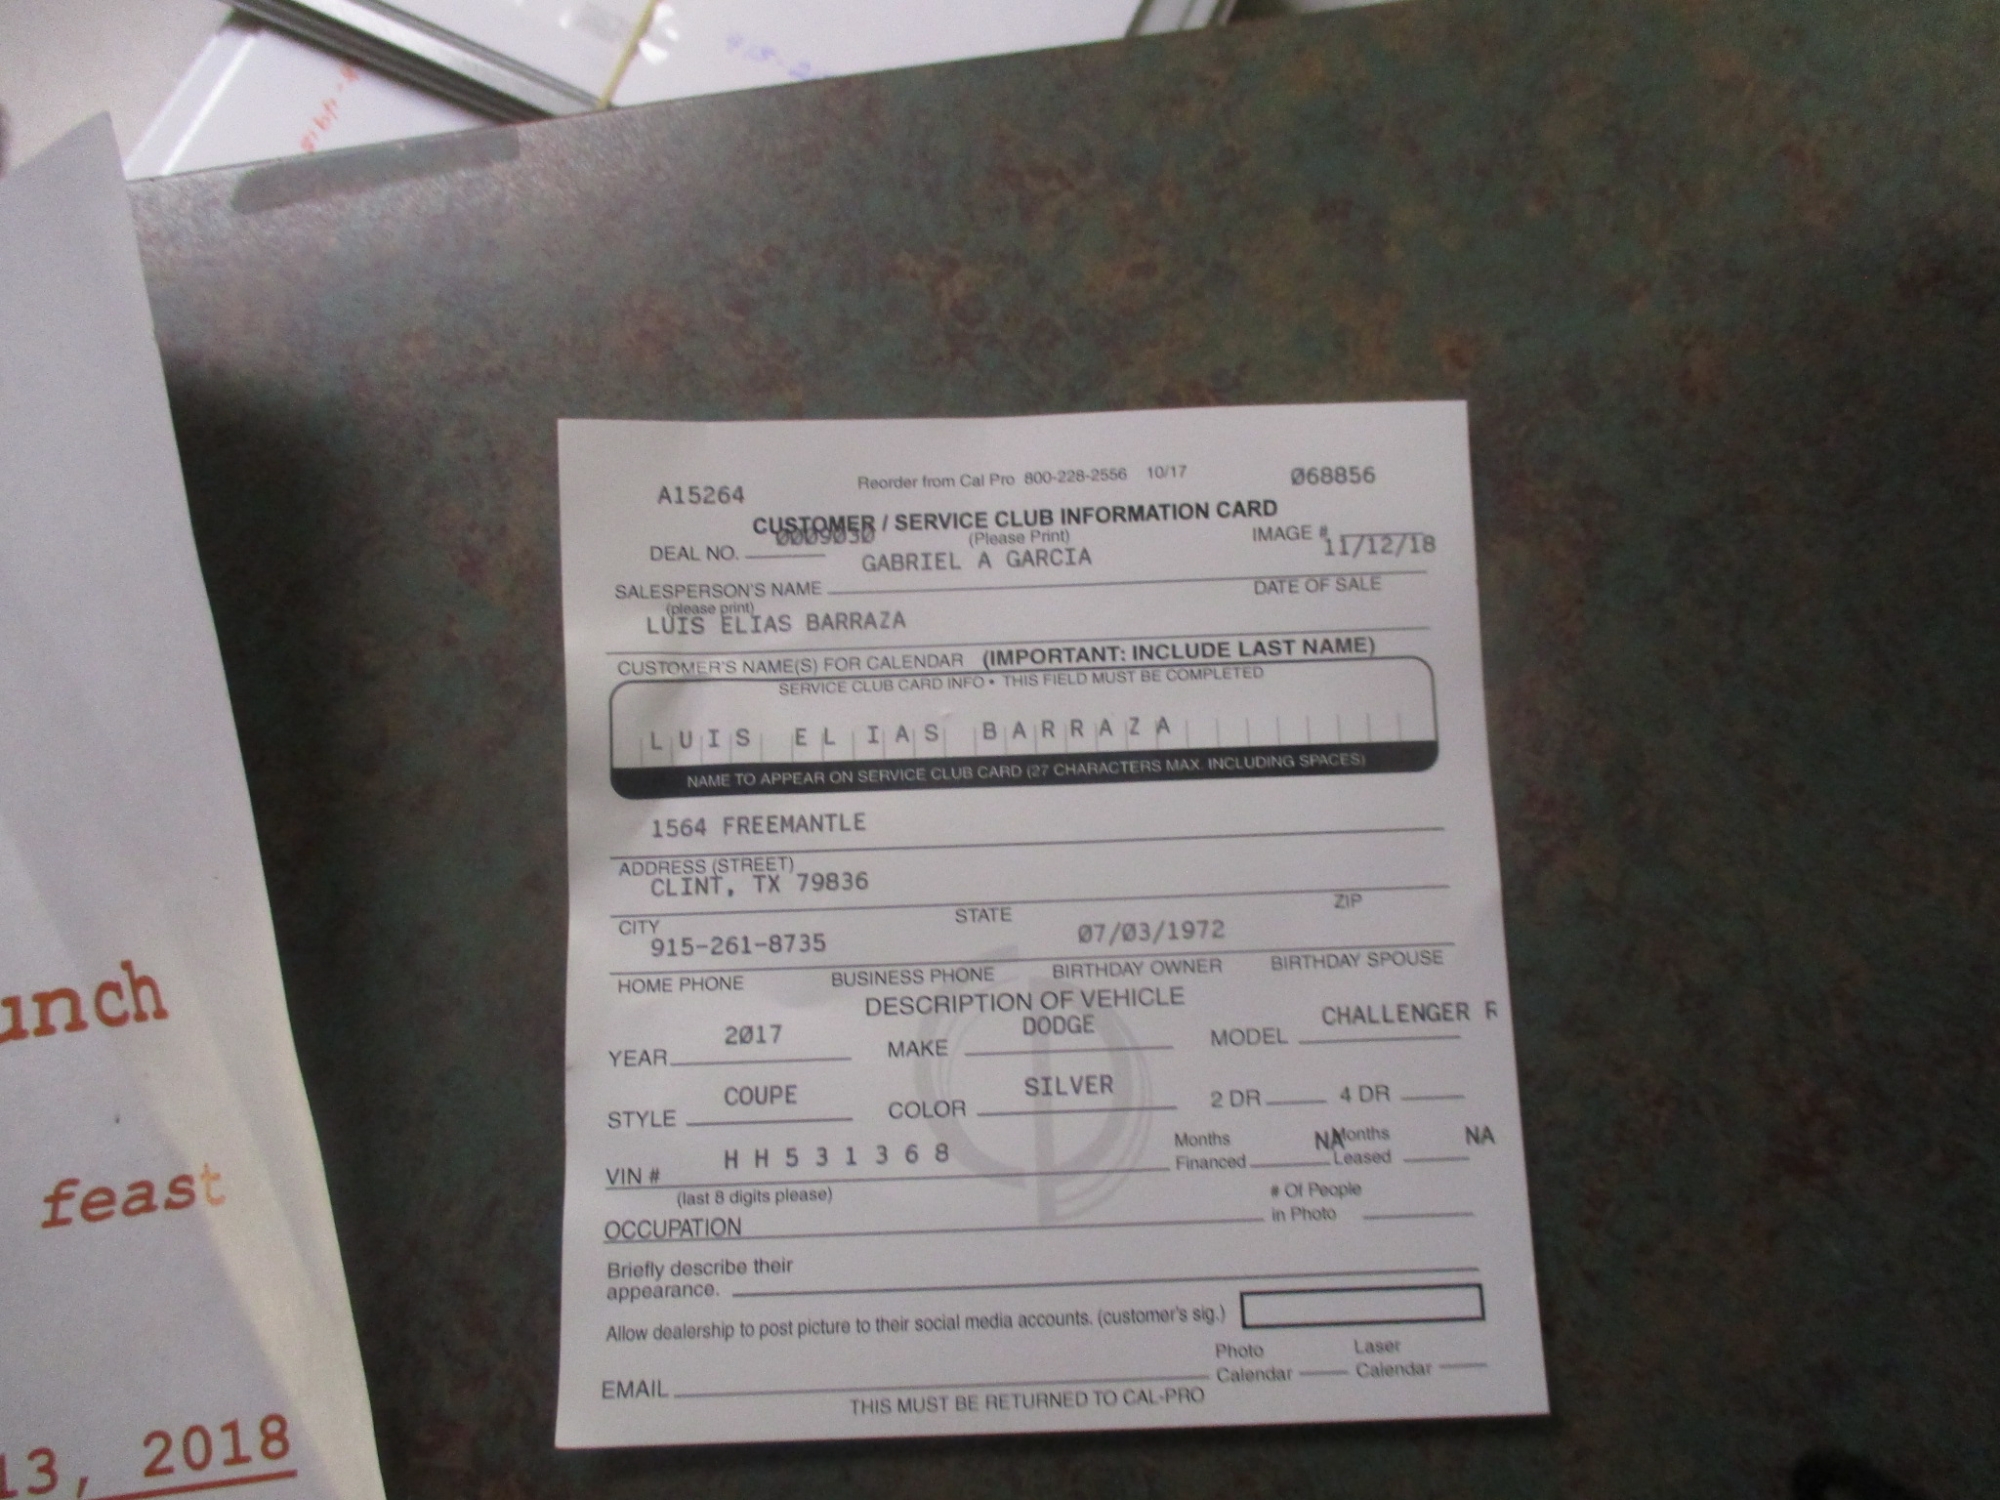 915-2
A15264 Reorder from Cal Pro 800-228-2556 10/17 068856
CUSTOMER / SERVICE CLUB INFORMATION CARD
DEAL NO. 0009030 (Please Print) IMAGE #
GABRIEL A GARCIA 11/12/18
SALESPERSON'S NAME DATE OF SALE
(please print)
LUIS ELIAS BARRAZA
CUSTOMER'S NAME(S) FOR CALENDAR (IMPORTANT: INCLUDE LAST NAME)
SERVICE CLUB CARD INFO • THIS FIELD MUST BE COMPLETED
LUIS ELIAS BARRAZA
NAME TO APPEAR ON SERVICE CLUB CARD (27 CHARACTERS MAX. INCLUDING SPACES)
1564 FREEMANTLE
ADDRESS (STREET)
CLINT, TX 79836
CITY STATE ZIP
915-261-8735 07/03/1972
HOME PHONE BUSINESS PHONE BIRTHDAY OWNER BIRTHDAY SPOUSE
DESCRIPTION OF VEHICLE
YEAR 2017 MAKE DODGE MODEL CHALLENGER R
STYLE COUPE COLOR SILVER 2 DR 4 DR
VIN # HH531368 Months Financed NA Months Leased NA
(last 8 digits please)
OCCUPATION # Of People in Photo
Briefly describe their
appearance.
Allow dealership to post picture to their social media accounts. (customer's sig.)
EMAIL Photo Calendar Laser Calendar
THIS MUST BE RETURNED TO CAL-PRO
unch
feast
13, 2018